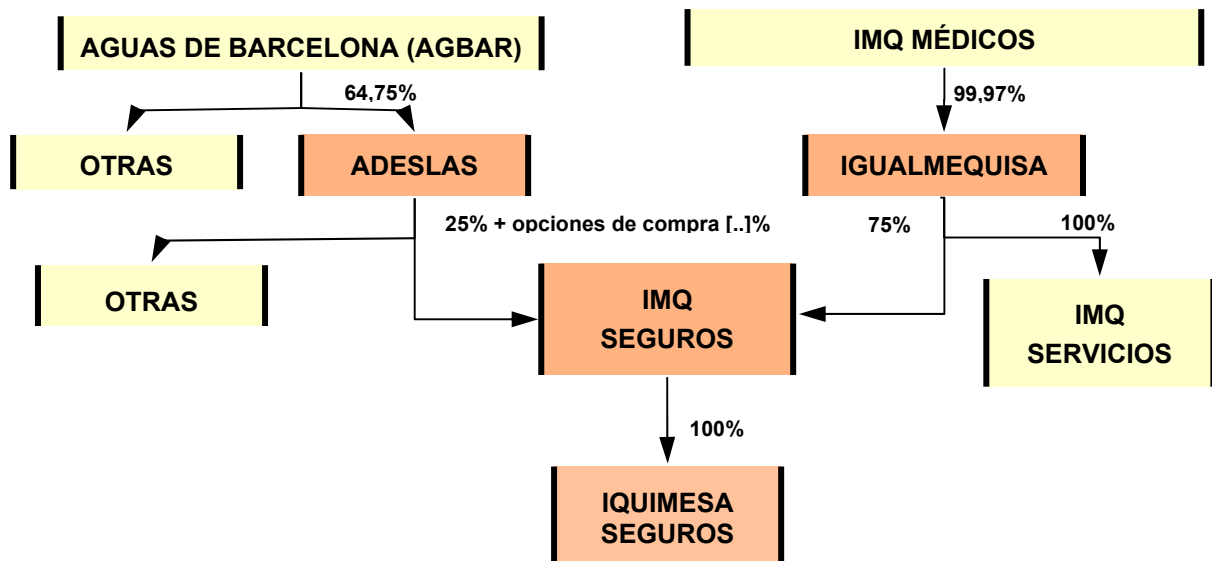 AGUAS DE BARCELONA (AGBAR)
IMQ MÉDICOS
64,75%
99,97%
OTRAS
ADESLAS
IGUALMEQUISA
25% + opciones de compra [..]%
75%
100%
OTRAS
IMQ
SEGUROS
IMQ
SERVICIOS
100%
IQUIMESA
SEGUROS